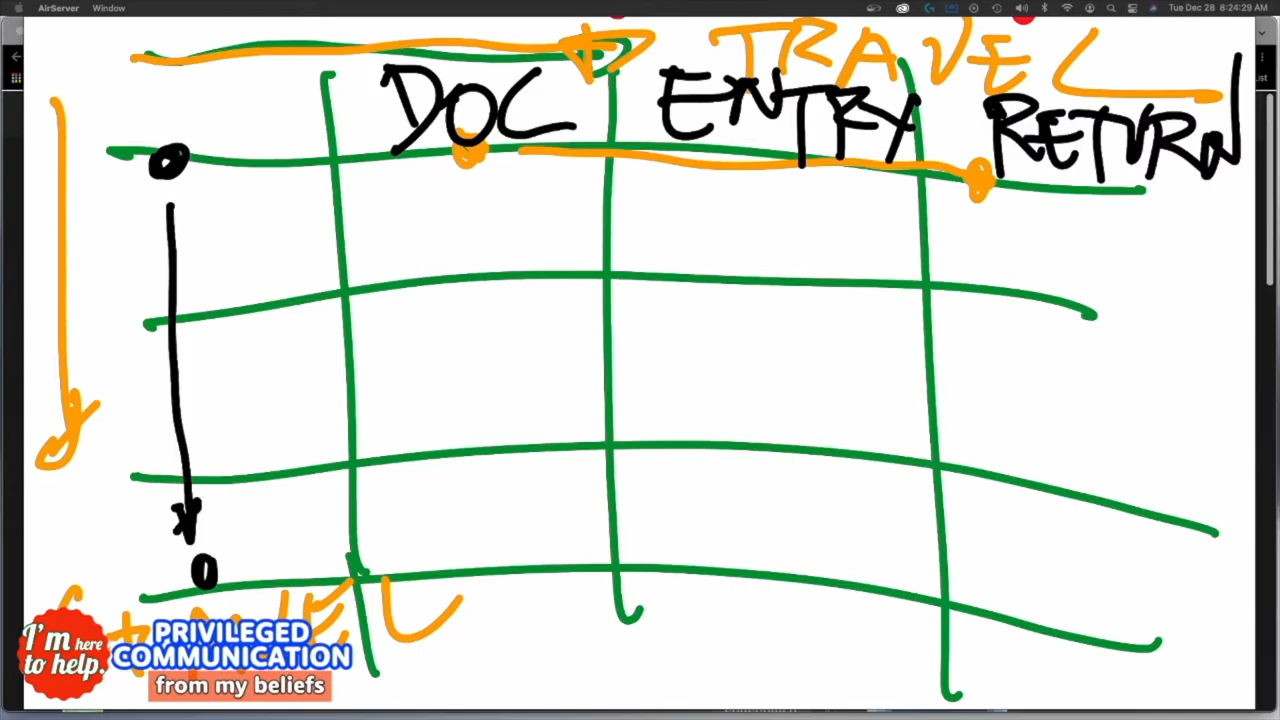 AirServer Window Tue Dec 28 8:24:29 AM
TRAVEL
DOC ENTRY RETURN
List
I'm here
to help.
PRIVILEGED
COMMUNICATION
from my beliefs